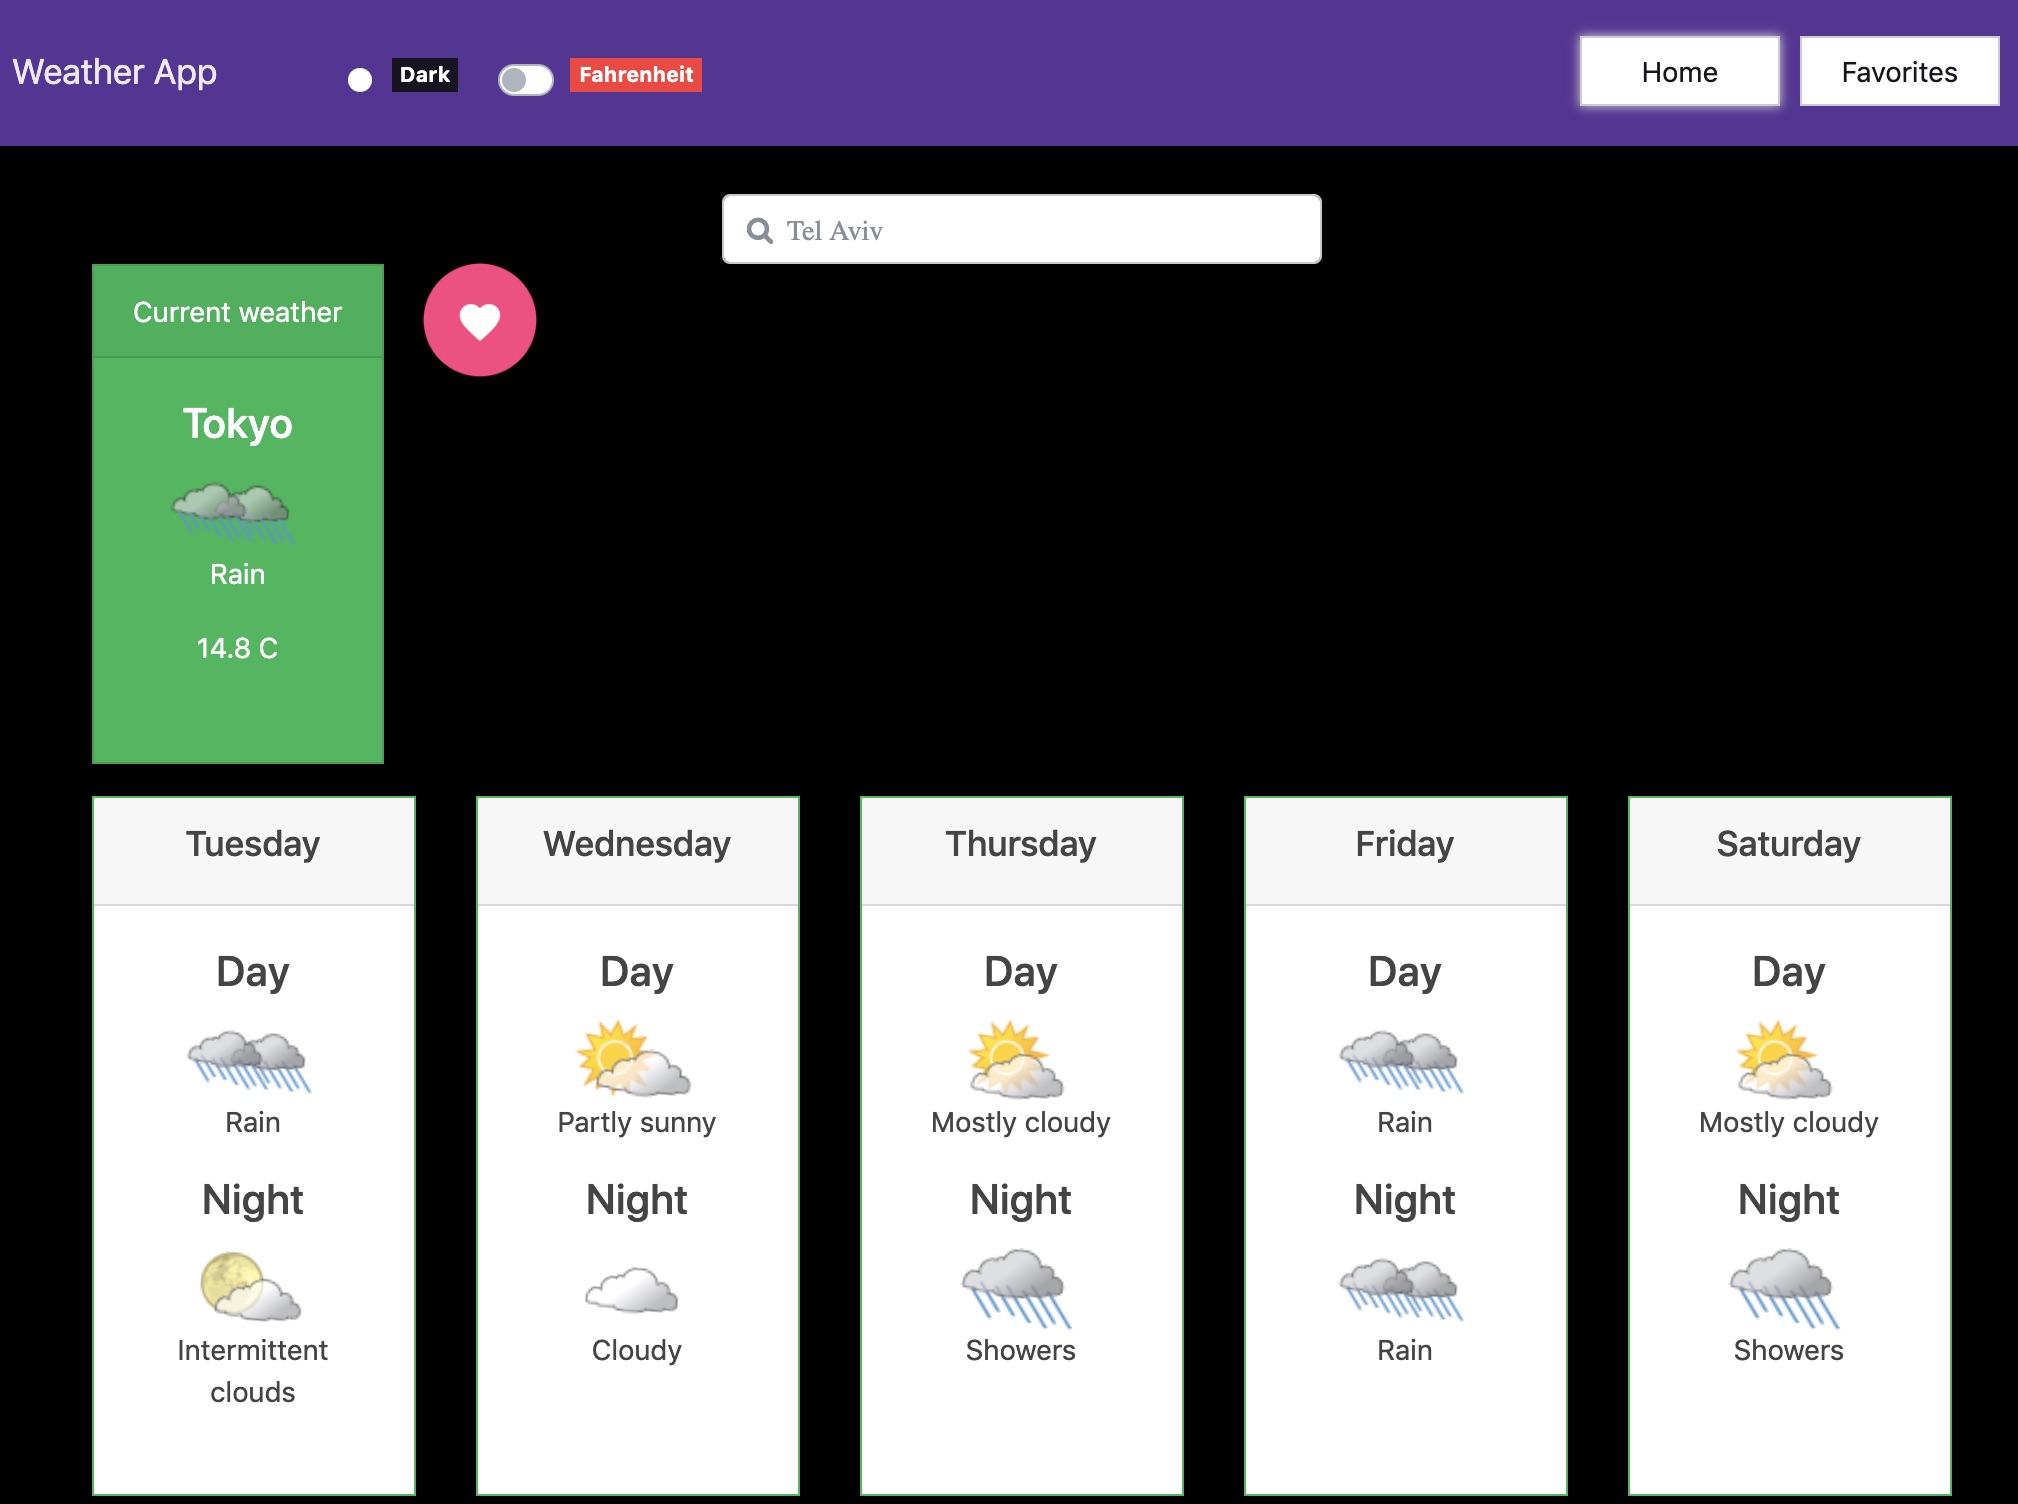 Weather App
Dark
Fahrenheit
Home
Favorites
Tel Aviv
Current weather
Tokyo
Rain
14.8 C
Tuesday
Day
Rain
Night
Intermittent
clouds
Wednesday
Day
Partly sunny
Night
Cloudy
Thursday
Day
Mostly cloudy
Night
Showers
Friday
Day
Rain
Night
Rain
Saturday
Day
Mostly cloudy
Night
Showers